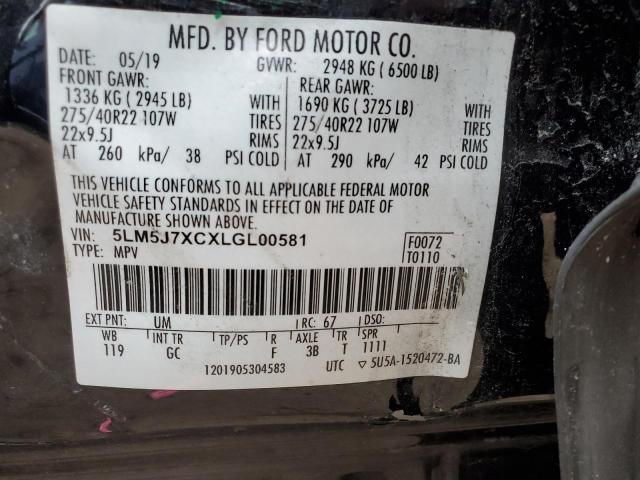 MFD. BY FORD MOTOR CO.
DATE: 05/19 GVWR: 2948 KG ( 6500 LB)
FRONT GAWR: REAR GAWR:
1336 KG ( 2945 LB) WITH 1690 KG ( 3725 LB) WITH
275/40R22 107W TIRES 275/40R22 107W TIRES
22x9.5J RIMS 22x9.5J RIMS
AT 260 kPa/ 38 PSI COLD AT 290 kPa/ 42 PSI COLD
THIS VEHICLE CONFORMS TO ALL APPLICABLE FEDERAL MOTOR
VEHICLE SAFETY STANDARDS IN EFFECT ON THE DATE OF
MANUFACTURE SHOWN ABOVE.
VIN: 5LM5J7XCXLGL00581 F0072
TYPE: MPV T0110
EXT PNT: UM RC: 67 DSO:
WB INT TR TP/PS R AXLE TR SPR
119 GC F 3B T 1111
1201905304583 UTC ▽ 5U5A-1520472-BA